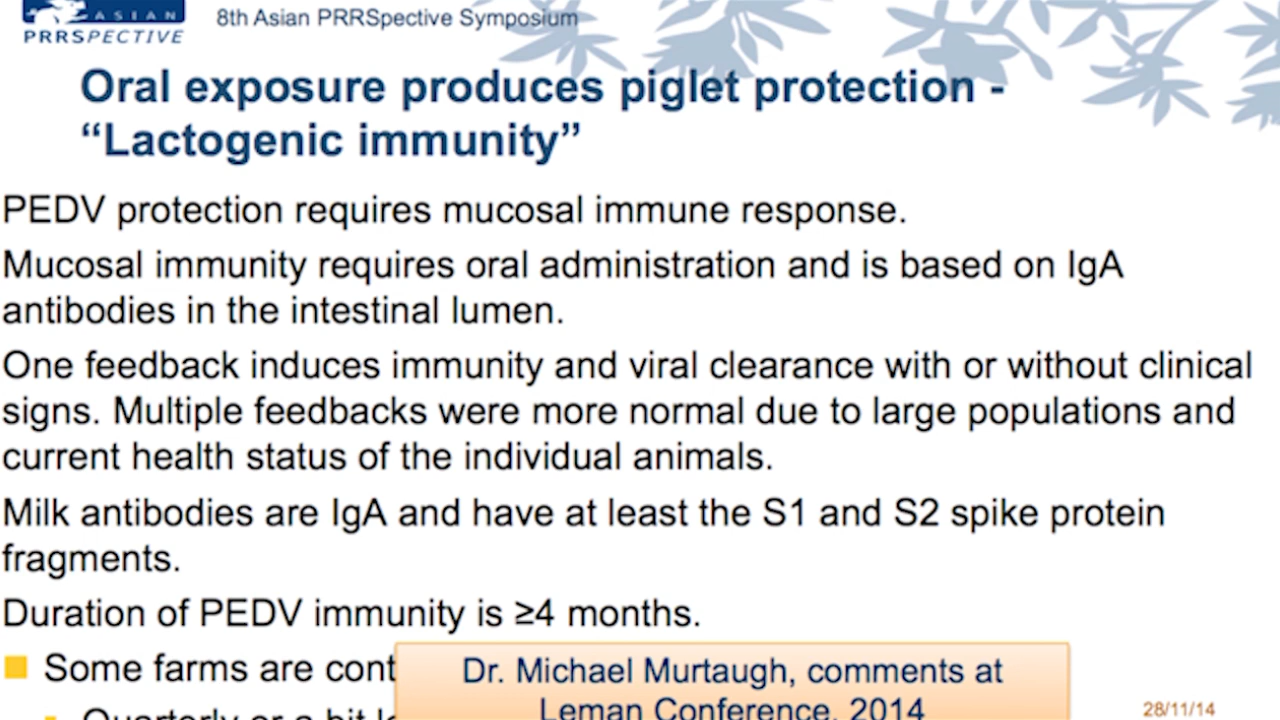 ASIAN
PRRSPECTIVE
8th Asian PRRSpective Symposium
Oral exposure produces piglet protection -
“Lactogenic immunity”
PEDV protection requires mucosal immune response.
Mucosal immunity requires oral administration and is based on IgA
antibodies in the intestinal lumen.
One feedback induces immunity and viral clearance with or without clinical
signs. Multiple feedbacks were more normal due to large populations and
current health status of the individual animals.
Milk antibodies are IgA and have at least the S1 and S2 spike protein
fragments.
Duration of PEDV immunity is ≥4 months.
Some farms are cont
Dr. Michael Murtaugh, comments at
Leman Conference, 2014
Quarterly or a bit
28/11/14